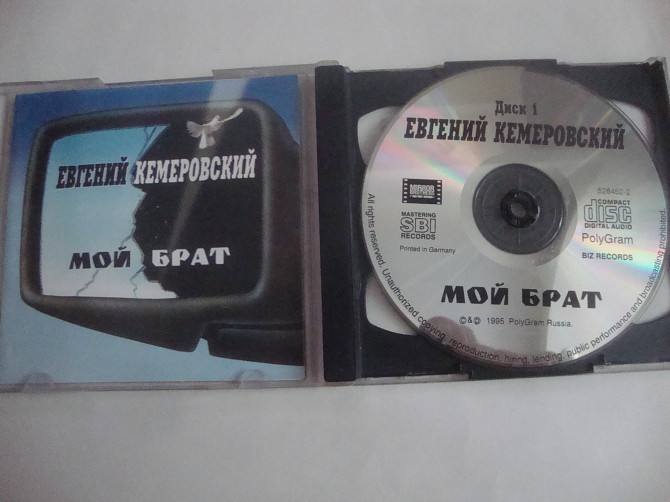 ЕВГЕНИЙ КЕМЕРОВСКИЙ
МОЙ БРАТ
Диск 1
ЕВГЕНИЙ КЕМЕРОВСКИЙ
MASTERING
SBI
RECORDS
Printed in Germany
COMPACT
disc
DIGITAL AUDIO
PolyGram
BIZ RECORDS
МОЙ БРАТ
©&℗ 1995 PolyGram Russia.
All rights reserved. Unauthorized copying, reproduction, hiring, lending, public performance and broadcasting prohibited.